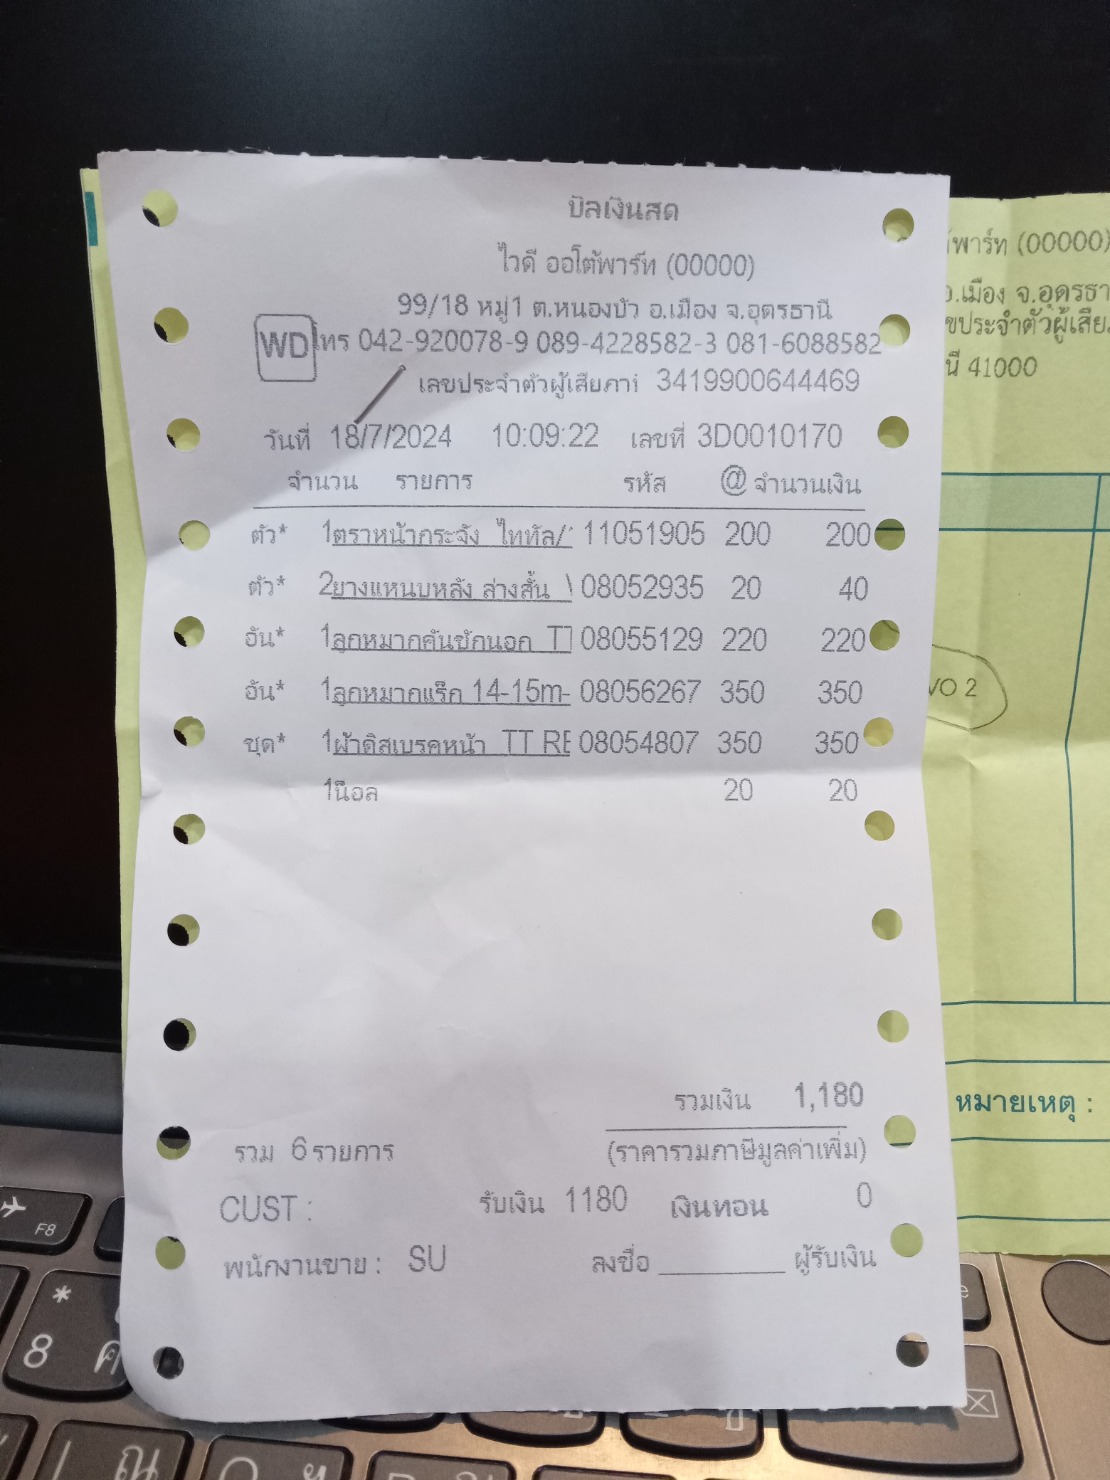 บิลเงินสด
ไวดี ออโต้พาร์ท (00000)
99/18 หมู่1 ต.หนองบัว อ.เมือง จ.อุดรธานี
WD โทร 042-920078-9 089-4228582-3 081-6088582
เลขประจำตัวผู้เสียภาษี 3419900644469
วันที่ 18/7/2024 10:09:22 เลขที่ 3D0010170
จำนวน รายการ รหัส @ จำนวนเงิน
ตัว* 1ตราหน้ากระจัง ไททัล/ 11051905 200 200
ตัว* 2ยางแหนบหลัง ล่างสั้น 08052935 20 40
อัน* 1ลูกหมากคันชักนอก TT 08055129 220 220
อัน* 1ลูกหมากแร็ก 14-15m- 08056267 350 350
ชุด* 1ผ้าดิสเบรคหน้า TT RE 08054807 350 350
1น็อล 20 20
รวมเงิน 1,180
รวม 6รายการ (ราคารวมภาษีมูลค่าเพิ่ม)
CUST : รับเงิน 1180 เงินทอน 0
พนักงานขาย : SU ลงชื่อ ผู้รับเงิน
พาร์ท (00000)
อ.เมือง จ.อุดรธา
ขประจำตัวผู้เสีย
นี 41000
VO 2
หมายเหตุ :
F8
*
8
ค
ณ